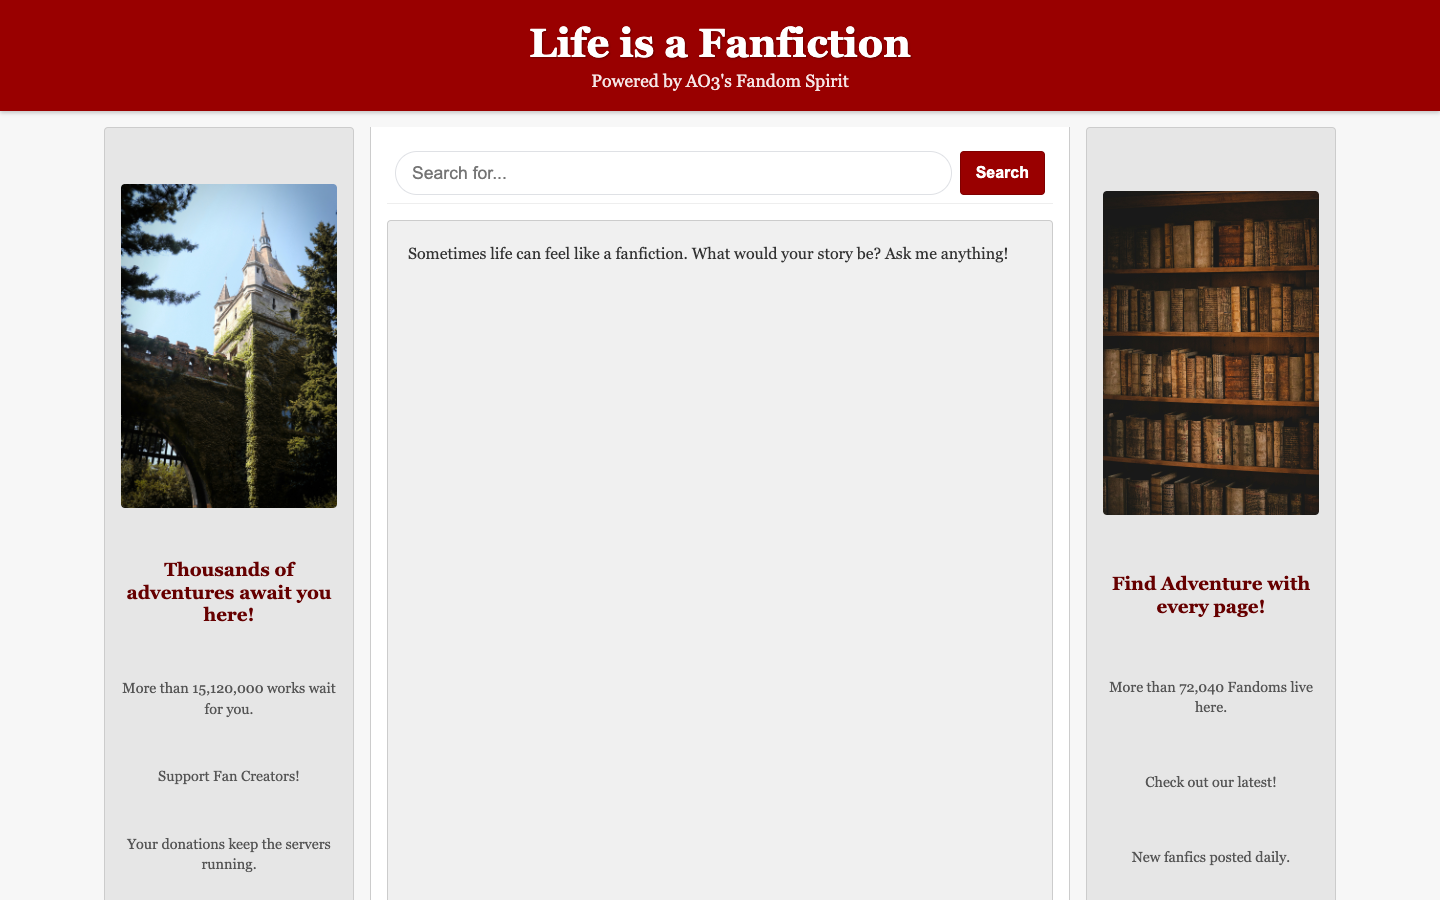 Life is a Fanfiction
Powered by AO3's Fandom Spirit
Thousands of
adventures await you
here!
More than 15,120,000 works wait
for you.
Support Fan Creators!
Your donations keep the servers
running.
Search for...
Search
Sometimes life can feel like a fanfiction. What would your story be? Ask me anything!
Find Adventure with
every page!
More than 72,040 Fandoms live
here.
Check out our latest!
New fanfics posted daily.